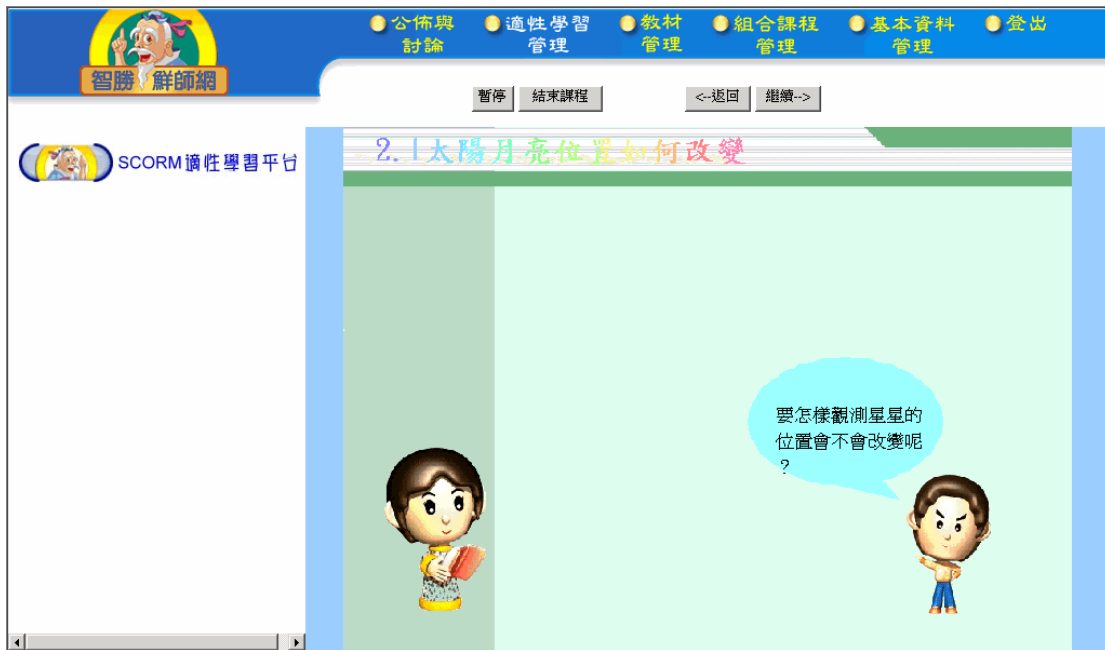 公佈與
討論
適性學習
管理
教材
管理
組合課程
管理
基本資料
管理
登出
智勝 鮮師網
暫停
結束課程
<--返回
繼續-->
SCORM適性學習平台
2.1太陽月亮位置如何改變
要怎樣觀測星星的
位置會不會改變呢
？